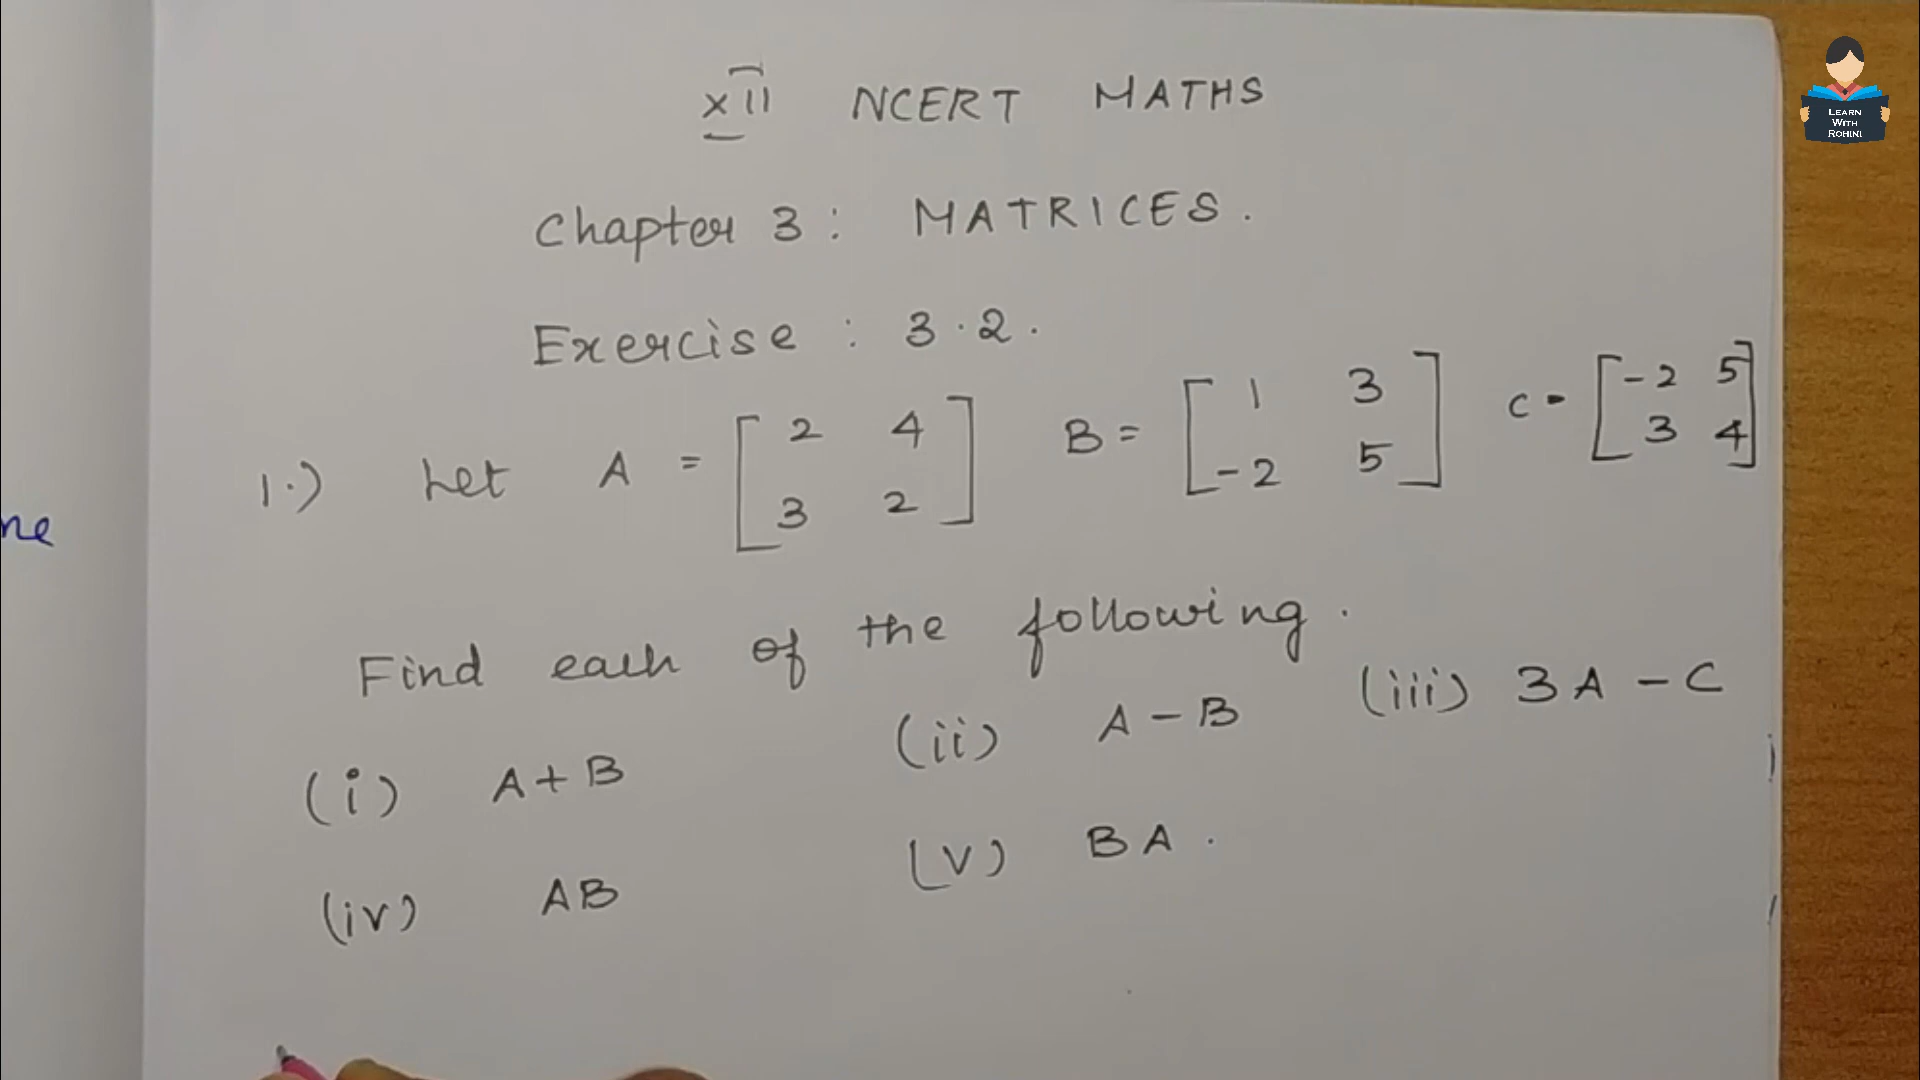 XII NCERT MATHS
LEARN
WITH
ROHINI
Chapter 3 : MATRICES.
Exercise : 3.2.
1.) Let A = [2 4 B = [1 3 C = [-2 5
3 2] -2 5] 3 4]
ne
Find each of the following.
(i) A+B (ii) A-B (iii) 3A-C
(iv) AB (v) BA.